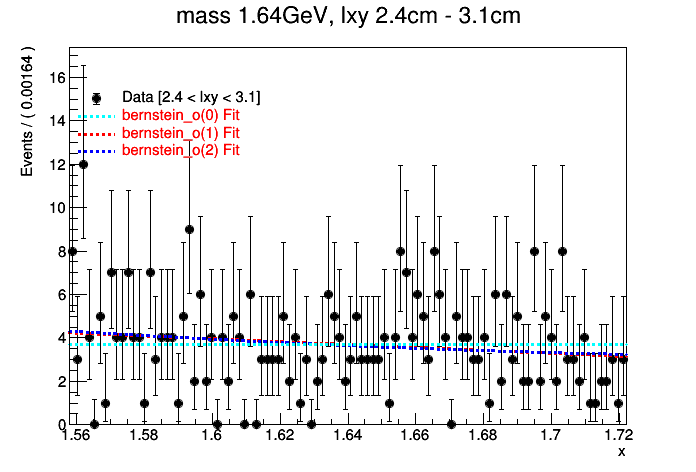 mass 1.64GeV, lxy 2.4cm - 3.1cm
Events / ( 0.00164 )
16
14
12
10
8
6
4
2
0
Data [2.4 < lxy < 3.1]
bernstein_o(0) Fit
bernstein_o(1) Fit
bernstein_o(2) Fit
1.56 1.58 1.6 1.62 1.64 1.66 1.68 1.7 1.72
x